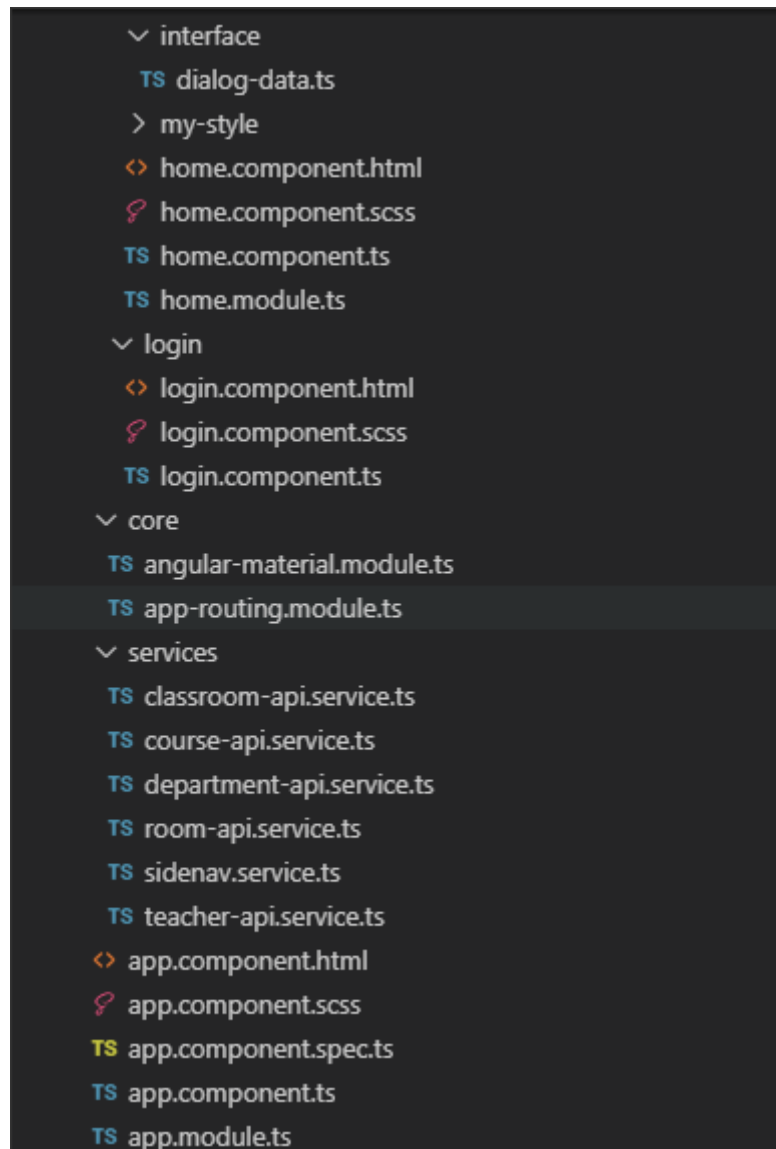 interface
TS dialog-data.ts
my-style
<> home.component.html
home.component.scss
TS home.component.ts
TS home.module.ts
login
<> login.component.html
login.component.scss
TS login.component.ts
core
TS angular-material.module.ts
TS app-routing.module.ts
services
TS classroom-api.service.ts
TS course-api.service.ts
TS department-api.service.ts
TS room-api.service.ts
TS sidenav.service.ts
TS teacher-api.service.ts
<> app.component.html
app.component.scss
TS app.component.spec.ts
TS app.component.ts
TS app.module.ts